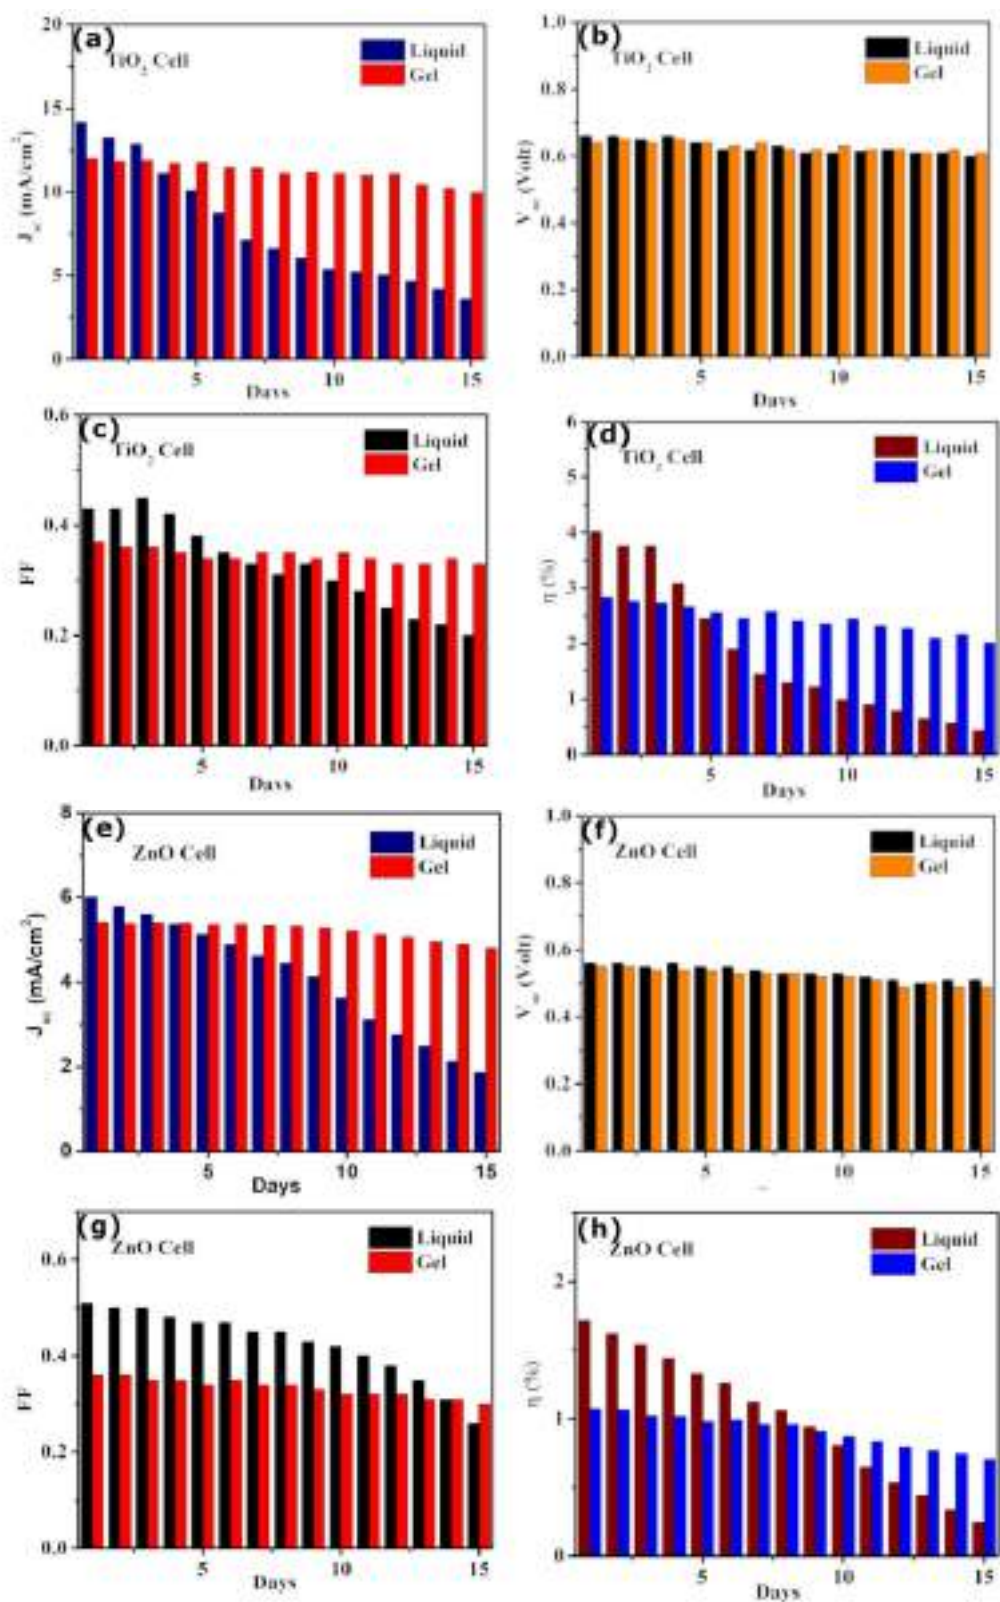 (a)
TiO2 Cell
Liquid
Gel
20
15
10
5
0
Jsc (mA/cm2)
5
10
15
Days
(b)
TiO2 Cell
Liquid
Gel
1.0
0.8
0.6
0.4
0.2
0.0
Voc (Volt)
5
10
15
Days
(c)
TiO2 Cell
Liquid
Gel
0.6
0.4
0.2
0.0
FF
5
10
15
Days
(d)
TiO2 Cell
Liquid
Gel
6
5
4
3
2
1
0
η (%)
5
10
15
Days
(e)
ZnO Cell
Liquid
Gel
8
6
4
2
0
Jsc (mA/cm2)
5
10
15
Days
(f)
ZnO Cell
Liquid
Gel
1.0
0.8
0.6
0.4
0.2
0.0
Voc (Volt)
5
10
15
(g)
ZnO Cell
Liquid
Gel
0.6
0.4
0.2
0.0
FF
5
10
15
Days
(h)
ZnO Cell
Liquid
Gel
2
1
0
η (%)
5
10
15
Days